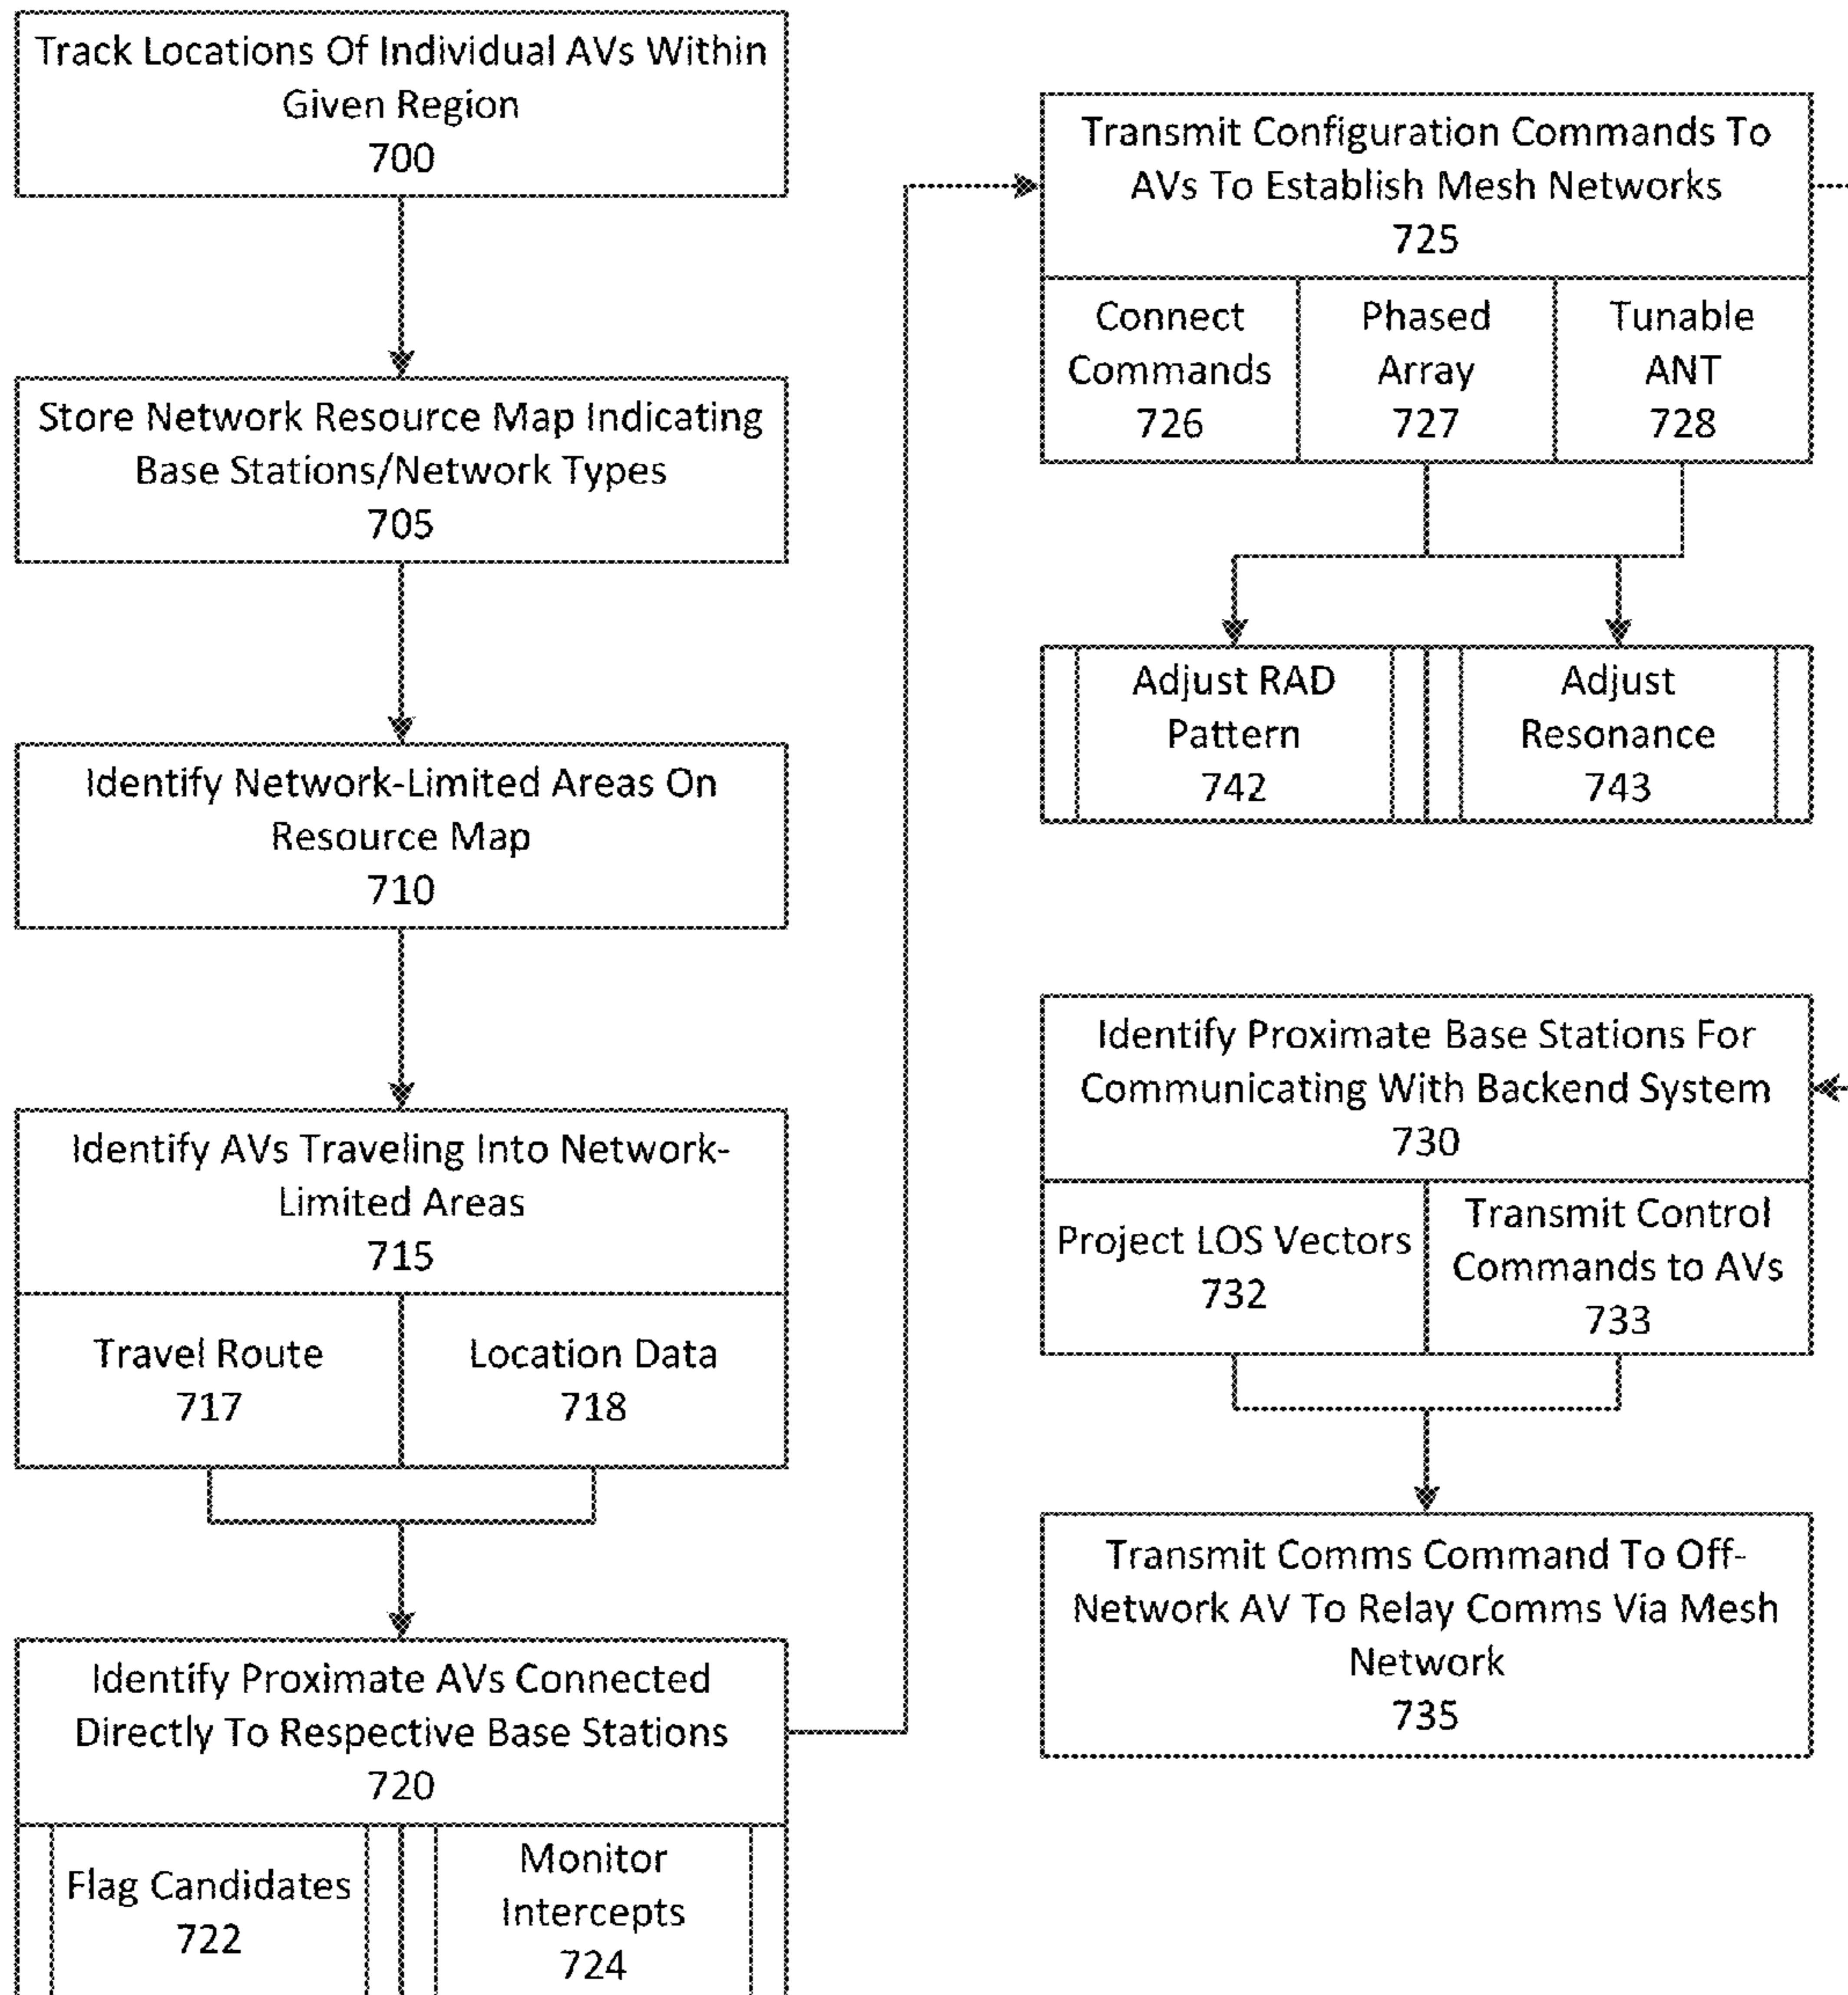 Track Locations Of Individual AVs Within
Given Region
700
Store Network Resource Map Indicating
Base Stations/Network Types
705
Identify Network-Limited Areas On
Resource Map
710
Identify AVs Traveling Into Network-
Limited Areas
715
Travel Route
717
Location Data
718
Identify Proximate AVs Connected
Directly To Respective Base Stations
720
Flag Candidates
722
Monitor
Intercepts
724
Transmit Configuration Commands To
AVs To Establish Mesh Networks
725
Connect
Commands
726
Phased
Array
727
Tunable
ANT
728
Adjust RAD
Pattern
742
Adjust
Resonance
743
Identify Proximate Base Stations For
Communicating With Backend System
730
Project LOS Vectors
732
Transmit Control
Commands to AVs
733
Transmit Comms Command To Off-
Network AV To Relay Comms Via Mesh
Network
735